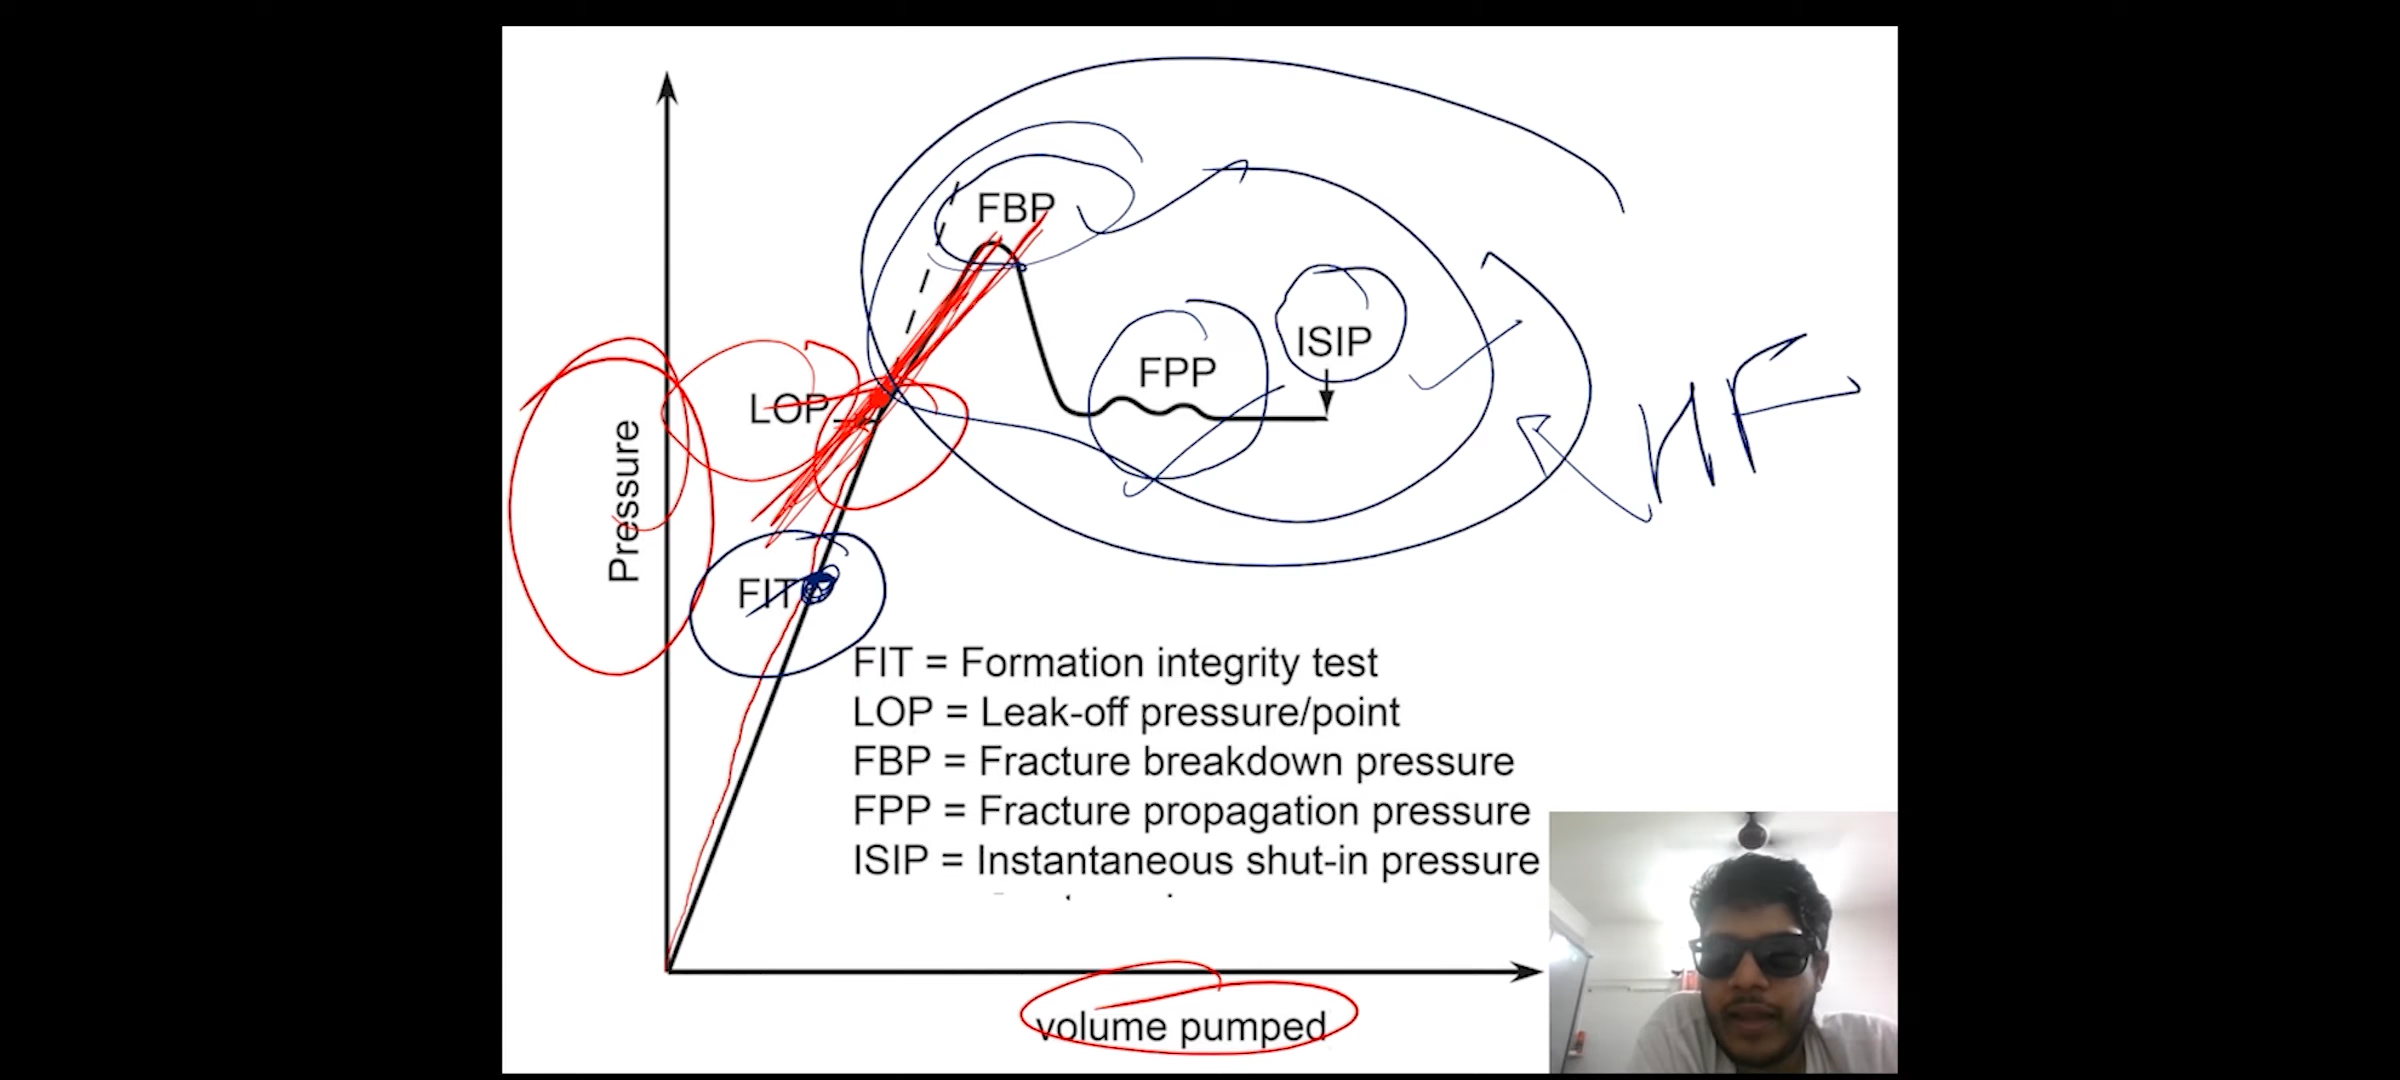 FBP
ISIP
FPP
LOP
HF
Pressure
FIT
FIT = Formation integrity test
LOP = Leak-off pressure/point
FBP = Fracture breakdown pressure
FPP = Fracture propagation pressure
ISIP = Instantaneous shut-in pressure
volume pumped